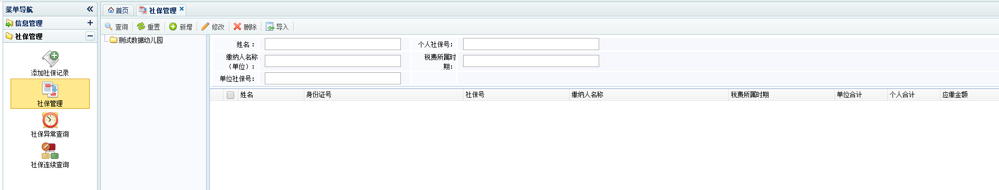 菜单导航
信息管理
社保管理
添加社保记录
社保管理
社保异常查询
社保连续查询
首页 社保管理
查询 重置 新增 修改 删除 导入
测试数据幼儿园
姓名：
个人社保号：
缴纳人名称
（单位）：
税费所属时
期：
单位社保号：
姓名 身份证号 社保号 缴纳人名称 税费所属时期 单位合计 个人合计 应缴金额